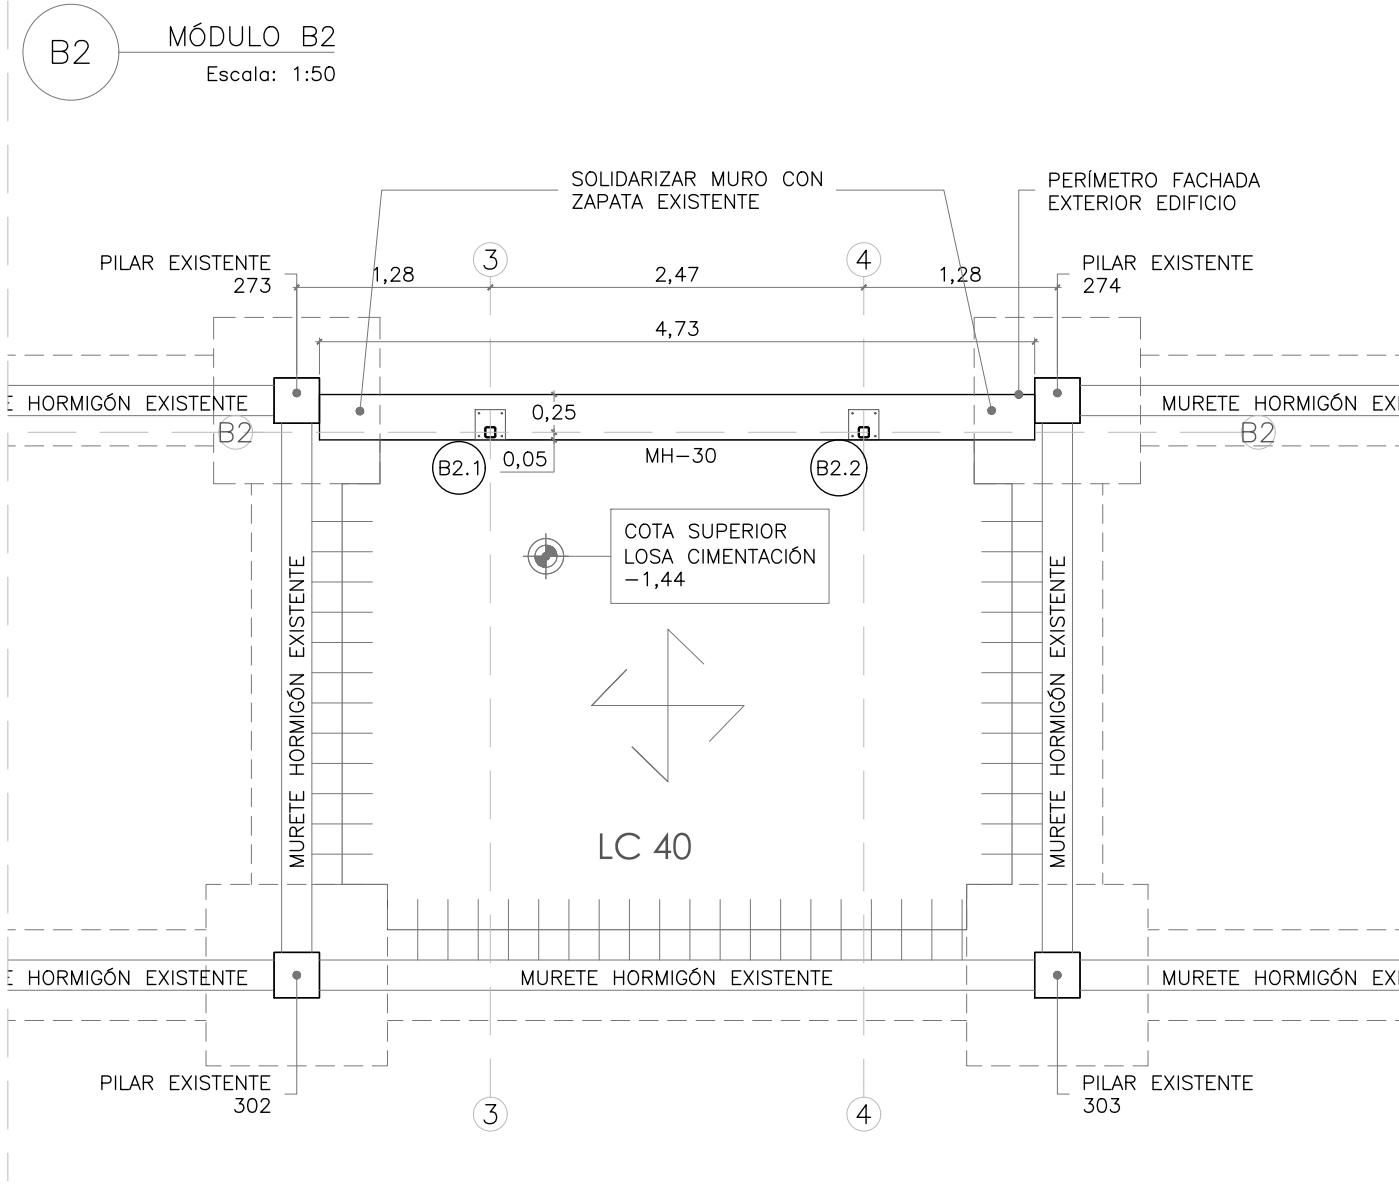 B2
MÓDULO B2
Escala: 1:50
SOLIDARIZAR MURO CON
ZAPATA EXISTENTE
PERÍMETRO FACHADA
EXTERIOR EDIFICIO
PILAR EXISTENTE
273
3
4
PILAR EXISTENTE
274
1,28
2,47
1,28
4,73
E HORMIGÓN EXISTENTE
0,25
MURETE HORMIGÓN EXI
B2
B2
B2.1
0,05
MH-30
B2.2
COTA SUPERIOR
LOSA CIMENTACIÓN
-1,44
MURETE HORMIGÓN EXISTENTE
MURETE HORMIGÓN EXISTENTE
LC 40
E HORMIGÓN EXISTENTE
MURETE HORMIGÓN EXISTENTE
MURETE HORMIGÓN EXI
PILAR EXISTENTE
302
3
4
PILAR EXISTENTE
303